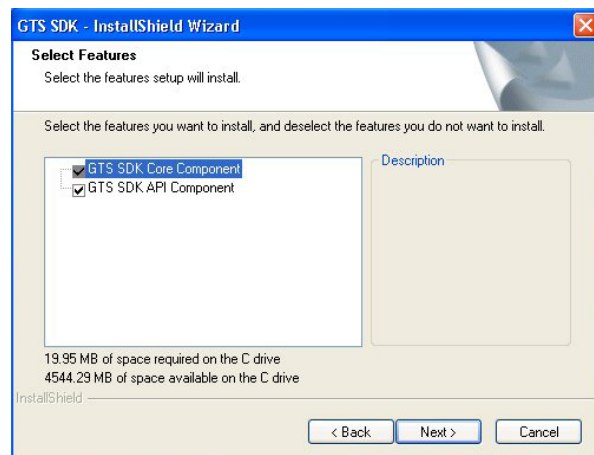 GTS SDK - InstallShield Wizard
Select Features
Select the features setup will install.
Select the features you want to install, and deselect the features you do not want to install.
GTS SDK Core Component
GTS SDK API Component
Description
19.95 MB of space required on the C drive
4544.29 MB of space available on the C drive
InstallShield
< Back
Next >
Cancel